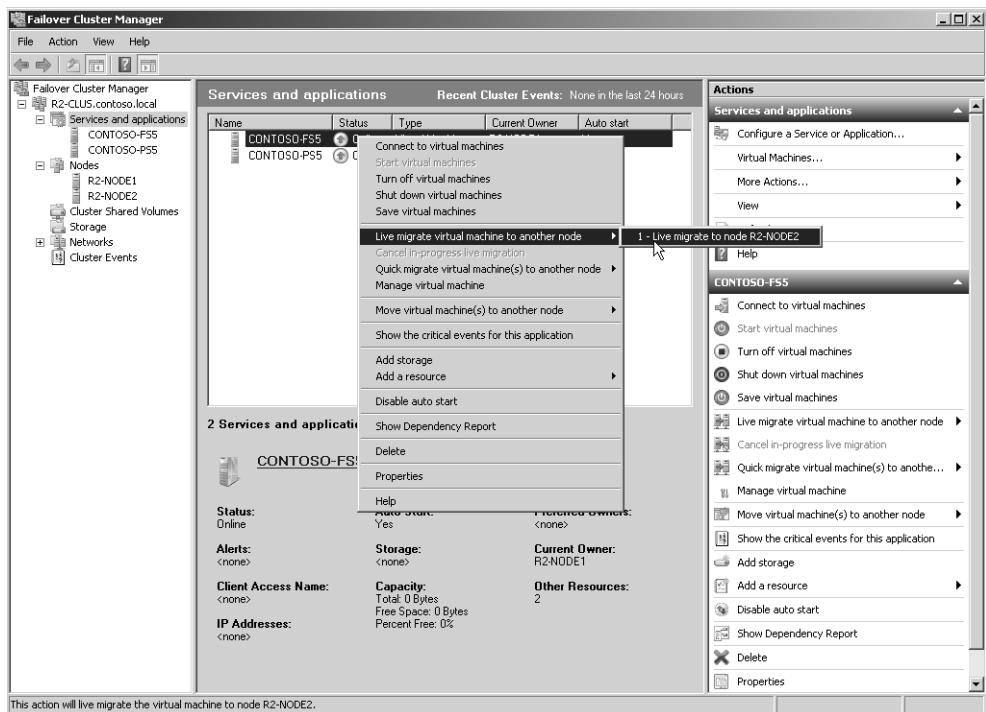 Failover Cluster Manager
File Action View Help
Failover Cluster Manager
R2-CLUS.contoso.local
Services and applications
CONTOSO-FS5
CONTOSO-PS5
Nodes
R2-NODE1
R2-NODE2
Cluster Shared Volumes
Storage
Networks
Cluster Events
Services and applications Recent Cluster Events: None in the last 24 hours
Name Status Type Current Owner Auto start
CONTOSO-FS5
CONTOSO-PS5
Connect to virtual machines
Start virtual machines
Turn off virtual machines
Shut down virtual machines
Save virtual machines
Live migrate virtual machine to another node
1 - Live migrate to node R2-NODE2
Cancel in-progress live migration
Quick migrate virtual machine(s) to another node
Manage virtual machine
Move virtual machine(s) to another node
Show the critical events for this application
Add storage
Add a resource
Disable auto start
Show Dependency Report
Delete
Properties
Help
2 Services and
CONTOSO-FS
Status:
Online
Auto Start:
Yes
Preferred Owners:
<none>
Alerts:
<none>
Storage:
<none>
Current Owner:
R2-NODE1
Client Access Name:
<none>
Capacity:
Total: 0 Bytes
Free Space: 0 Bytes
Percent Free: 0%
Other Resources:
2
IP Addresses:
<none>
Actions
Services and applications
Configure a Service or Application...
Virtual Machines...
More Actions...
View
Help
CONTOSO-FS5
Connect to virtual machines
Start virtual machines
Turn off virtual machines
Shut down virtual machines
Save virtual machines
Live migrate virtual machine to another node
Cancel in-progress live migration
Quick migrate virtual machine(s) to anothe...
Manage virtual machine
Move virtual machine(s) to another node
Show the critical events for this application
Add storage
Add a resource
Disable auto start
Show Dependency Report
Delete
Properties
This action will live migrate the virtual machine to node R2-NODE2.